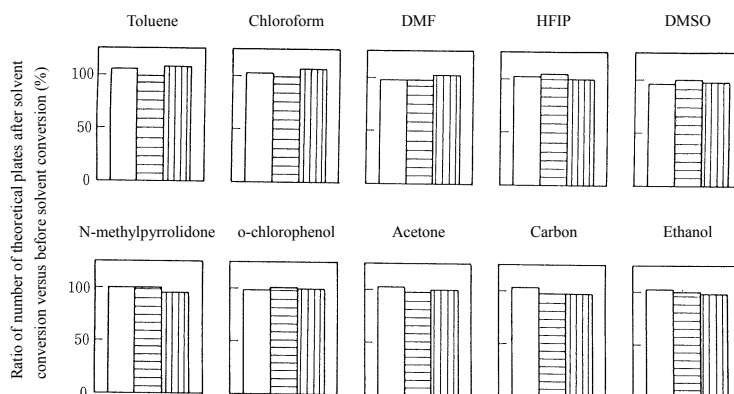 Toluene
Chloroform
DMF
HFIP
DMSO
100
50
0
N-methylpyrrolidone
o-chlorophenol
Acetone
Carbon
Ethanol
100
50
0
Ratio of number of theoretical plates after solvent
conversion versus before solvent conversion (%)